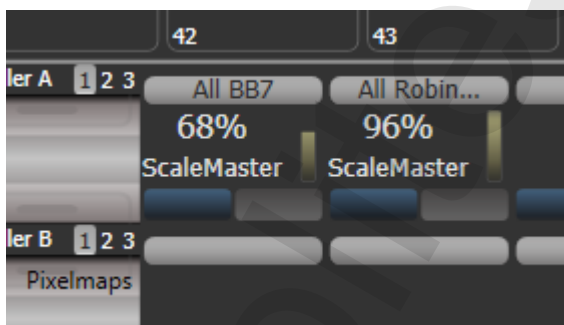 42 43
ler A 1 2 3
All BB7 All Robin...
68% 96%
ScaleMaster ScaleMaster
ler B 1 2 3
Pixelmaps